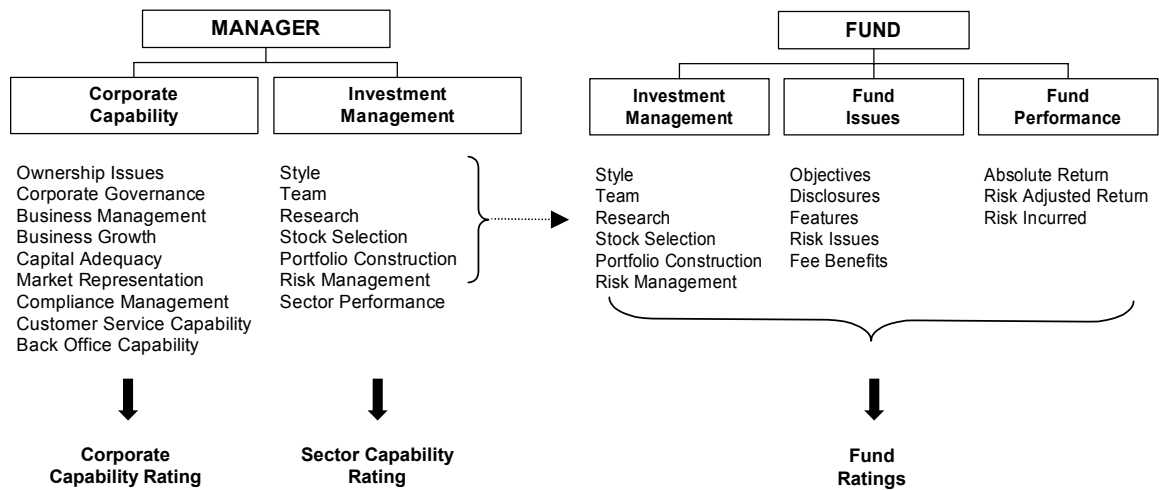 MANAGER
Corporate
Capability
Investment
Management
Ownership Issues
Corporate Governance
Business Management
Business Growth
Capital Adequacy
Market Representation
Compliance Management
Customer Service Capability
Back Office Capability
Style
Team
Research
Stock Selection
Portfolio Construction
Risk Management
Sector Performance
Corporate
Capability Rating
Sector Capability
Rating
FUND
Investment
Management
Fund
Issues
Fund
Performance
Style
Team
Research
Stock Selection
Portfolio Construction
Risk Management
Objectives
Disclosures
Features
Risk Issues
Fee Benefits
Absolute Return
Risk Adjusted Return
Risk Incurred
Fund
Ratings